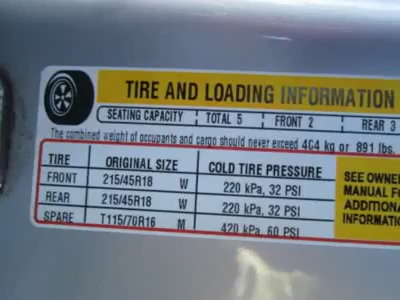 TIRE AND LOADING INFORMATION
SEATING CAPACITY TOTAL 5 FRONT 2 REAR 3
The combined weight of occupants and cargo should never exceed 404 kg or 891 lbs.
TIRE ORIGINAL SIZE COLD TIRE PRESSURE
FRONT 215/45R18 W 220 kPa, 32 PSI
REAR 215/45R18 W 220 kPa, 32 PSI
SPARE T115/70R16 M 420 kPa, 60 PSI
SEE OWNER
MANUAL FO
ADDITIONA
INFORMATI